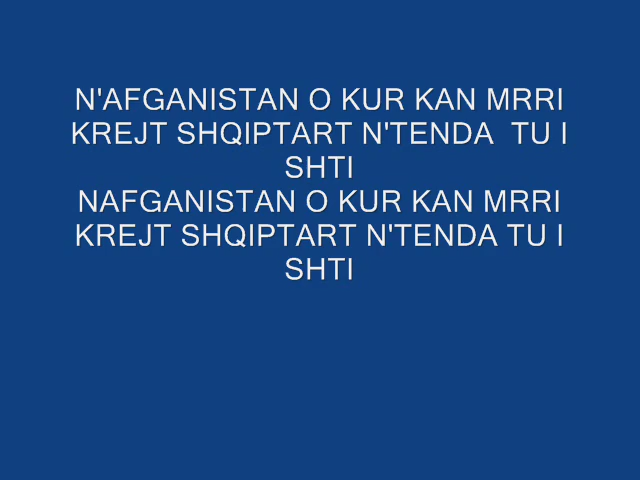 N'AFGANISTAN O KUR KAN MRRI
KREJT SHQIPTART N'TENDA  TU I
SHTI
NAFGANISTAN O KUR KAN MRRI
KREJT SHQIPTART N'TENDA TU I
SHTI